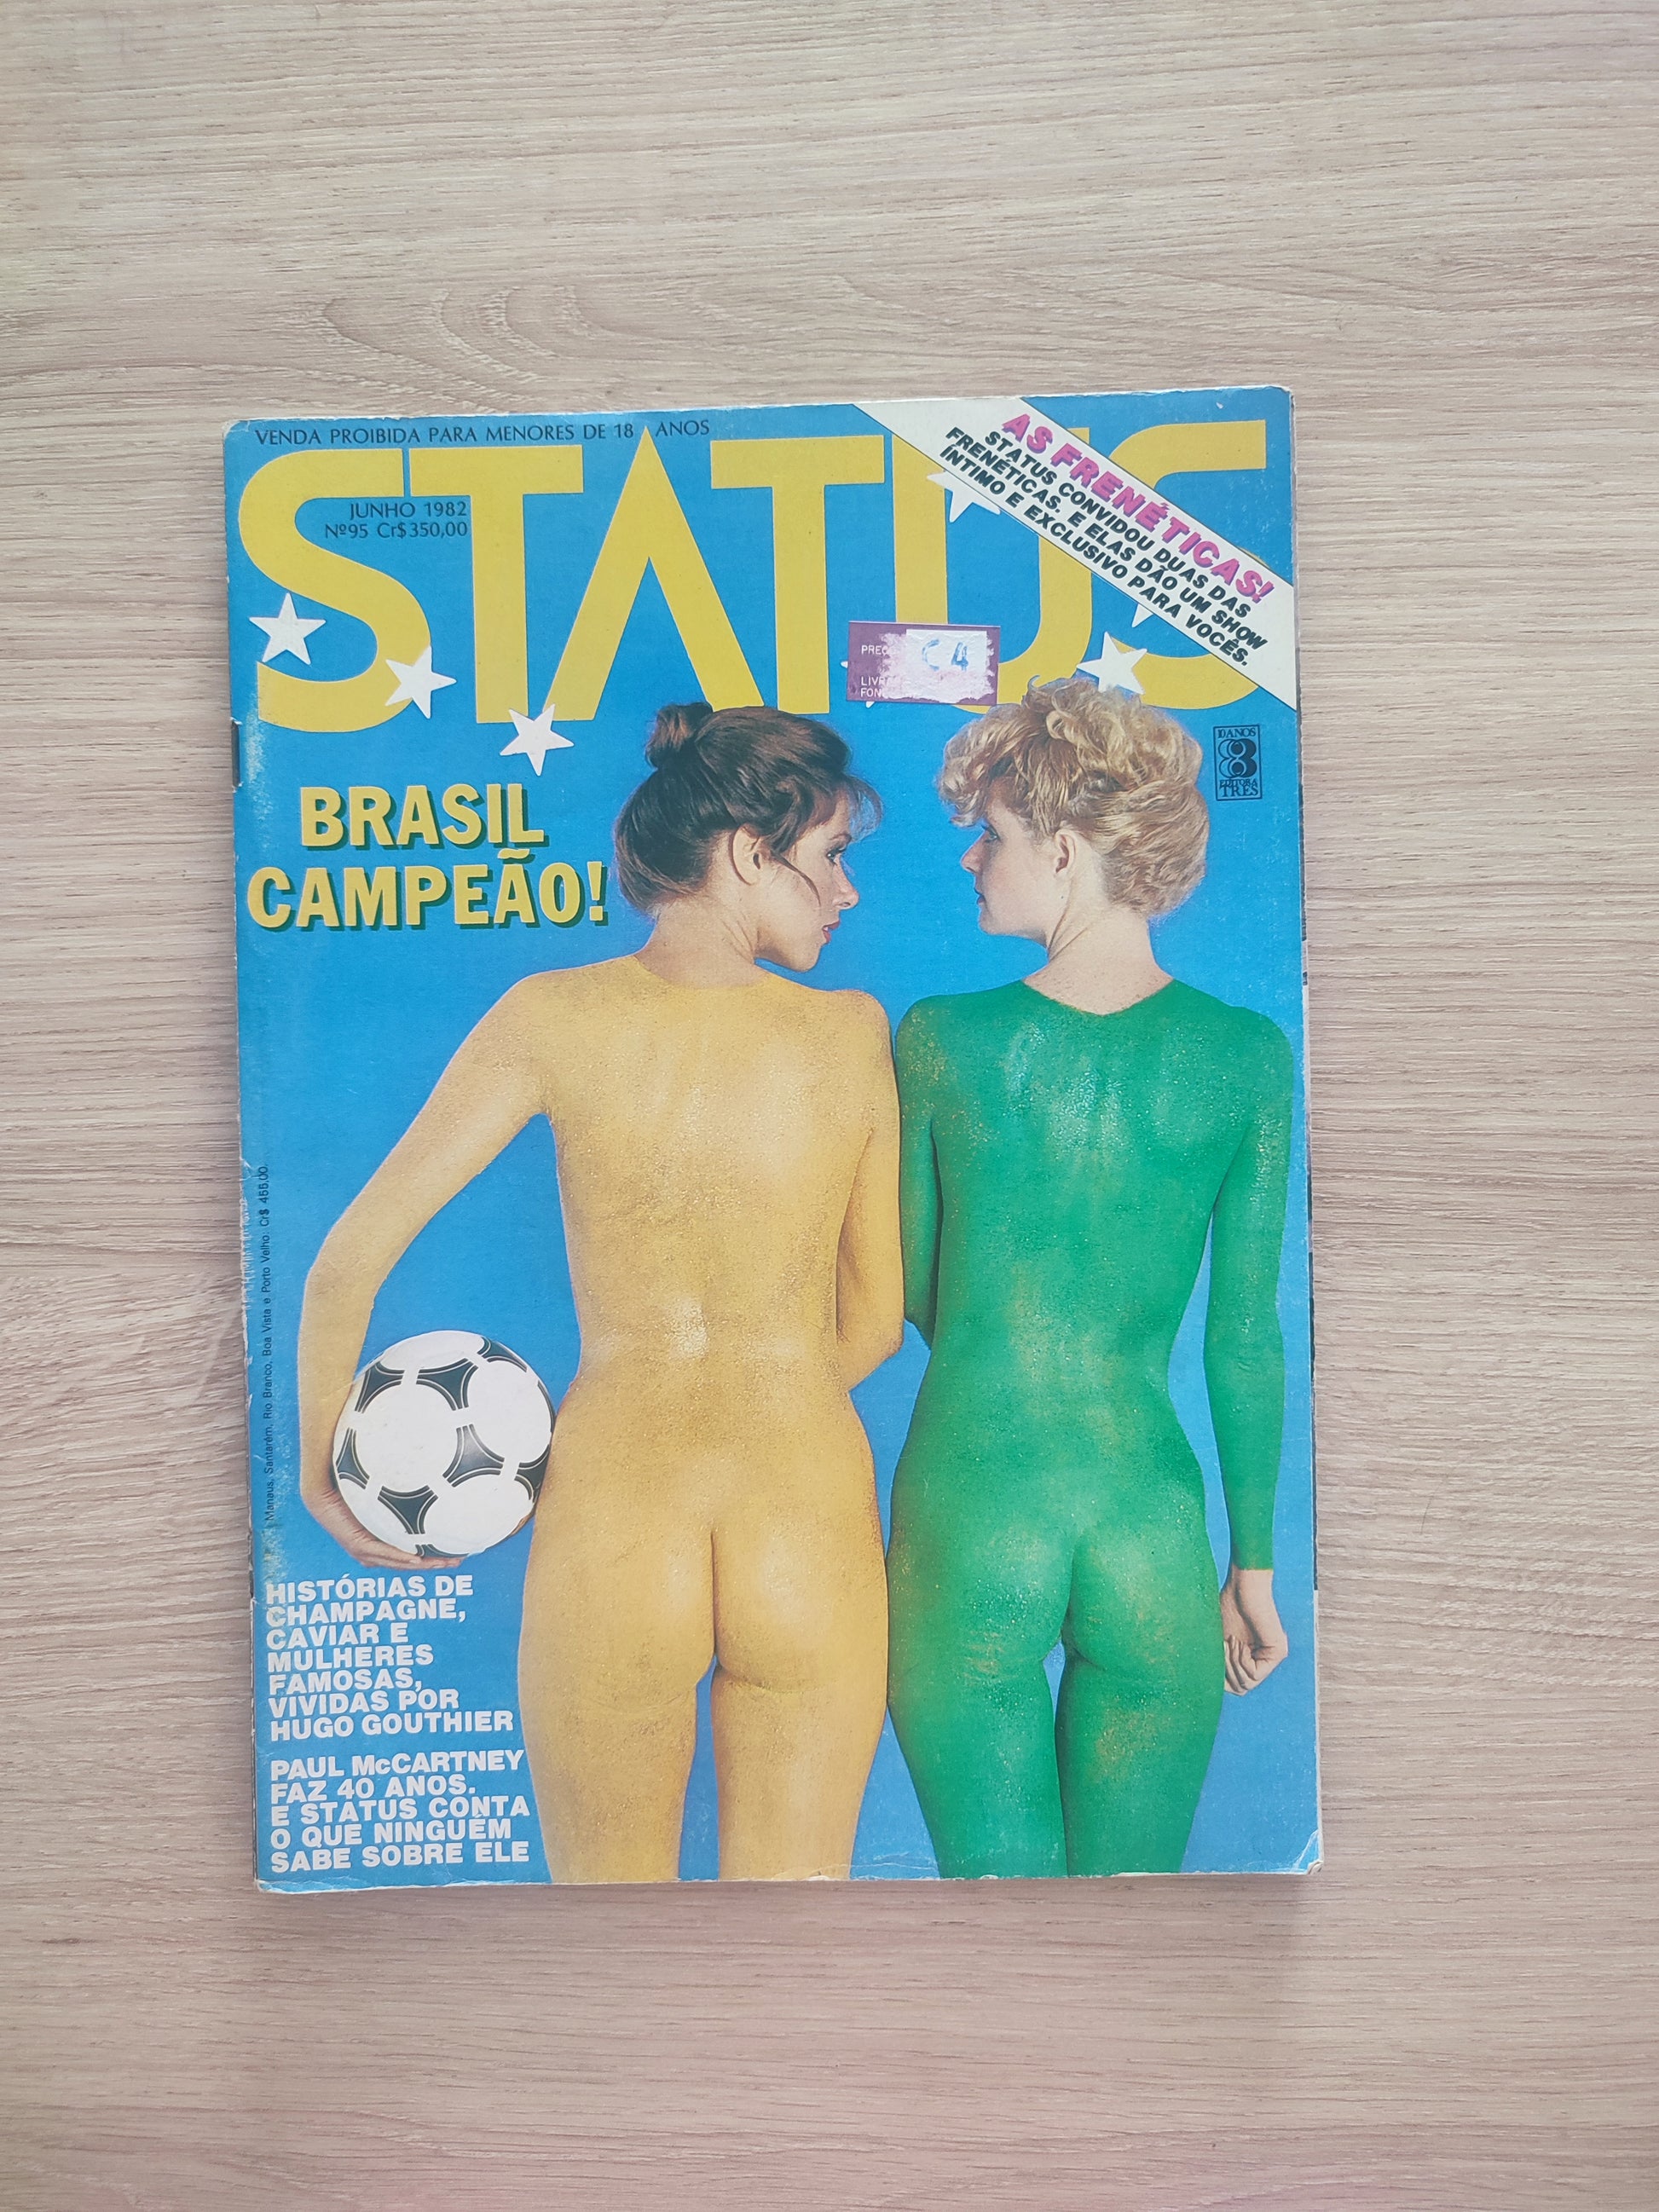 VENDA PROIBIDA PARA MENORES DE 18 ANOS
STATUS
JUNHO 1982
Nº95 Cr$350,00
AS FRENÉTICAS!
STATUS CONVIDOU DUAS DAS
FRENÉTICAS. E ELAS DÃO UM SHOW
ÍNTIMO E EXCLUSIVO PARA VOCÊS.
C4
10 ANOS
EDITORA
TRÊS
BRASIL
CAMPEÃO!
Manaus, Santarém, Rio Branco, Boa Vista e Porto Velho: Cr$ 455,00.
HISTÓRIAS DE
CHAMPAGNE,
CAVIAR E
MULHERES
FAMOSAS,
VIVIDAS POR
HUGO GOUTHIER
PAUL McCARTNEY
FAZ 40 ANOS.
E STATUS CONTA
O QUE NINGUÉM
SABE SOBRE ELE